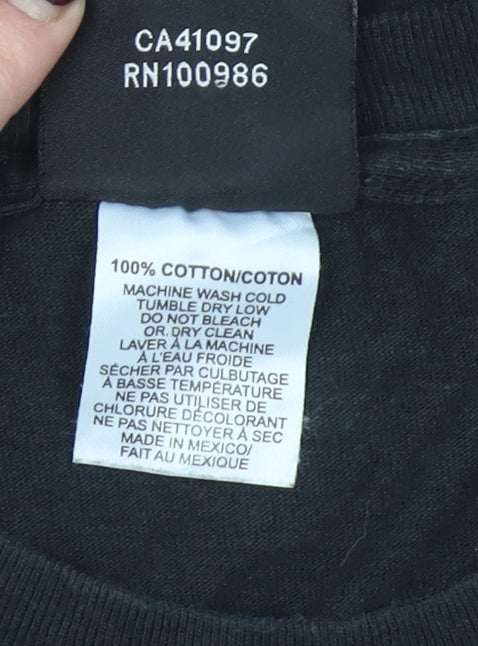 CA41097
RN100986
100% COTTON/COTON
MACHINE WASH COLD
TUMBLE DRY LOW
DO NOT BLEACH
OR DRY CLEAN
LAVER À LA MACHINE
À L'EAU FROIDE
SÉCHER PAR CULBUTAGE
À BASSE TEMPÉRATURE
NE PAS UTILISER DE
CHLORURE DÉCOLORANT
NE PAS NETTOYER À SEC
MADE IN MEXICO/
FAIT AU MEXIQUE